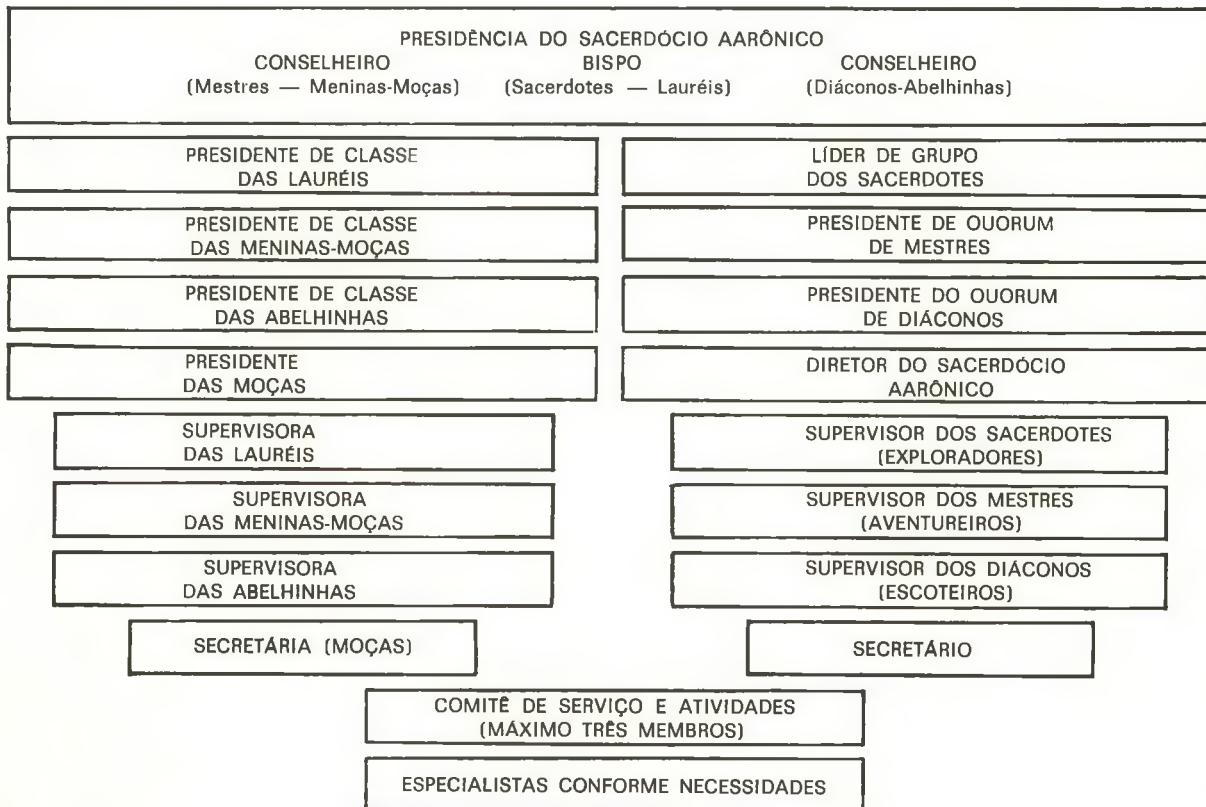 PRESIDÊNCIA DO SACERDÓCIO AARÔNICO
CONSELHEIRO BISPO CONSELHEIRO
(Mestres — Meninas-Moças) (Sacerdotes — Lauréis) (Diáconos-Abelhinhas)
PRESIDENTE DE CLASSE
DAS LAURÉIS
LÍDER DE GRUPO
DOS SACERDOTES
PRESIDENTE DE CLASSE
DAS MENINAS-MOÇAS
PRESIDENTE DE OUORUM
DE MESTRES
PRESIDENTE DE CLASSE
DAS ABELHINHAS
PRESIDENTE DO OUORUM
DE DIÁCONOS
PRESIDENTE
DAS MOÇAS
DIRETOR DO SACERDÓCIO
AARÔNICO
SUPERVISORA
DAS LAURÉIS
SUPERVISOR DOS SACERDOTES
(EXPLORADORES)
SUPERVISORA
DAS MENINAS-MOÇAS
SUPERVISOR DOS MESTRES
(AVENTUREIROS)
SUPERVISORA
DAS ABELHINHAS
SUPERVISOR DOS DIÁCONOS
(ESCOTEIROS)
SECRETÁRIA (MOÇAS)
SECRETÁRIO
COMITÊ DE SERVIÇO E ATIVIDADES
(MÁXIMO TRÊS MEMBROS)
ESPECIALISTAS CONFORME NECESSIDADES